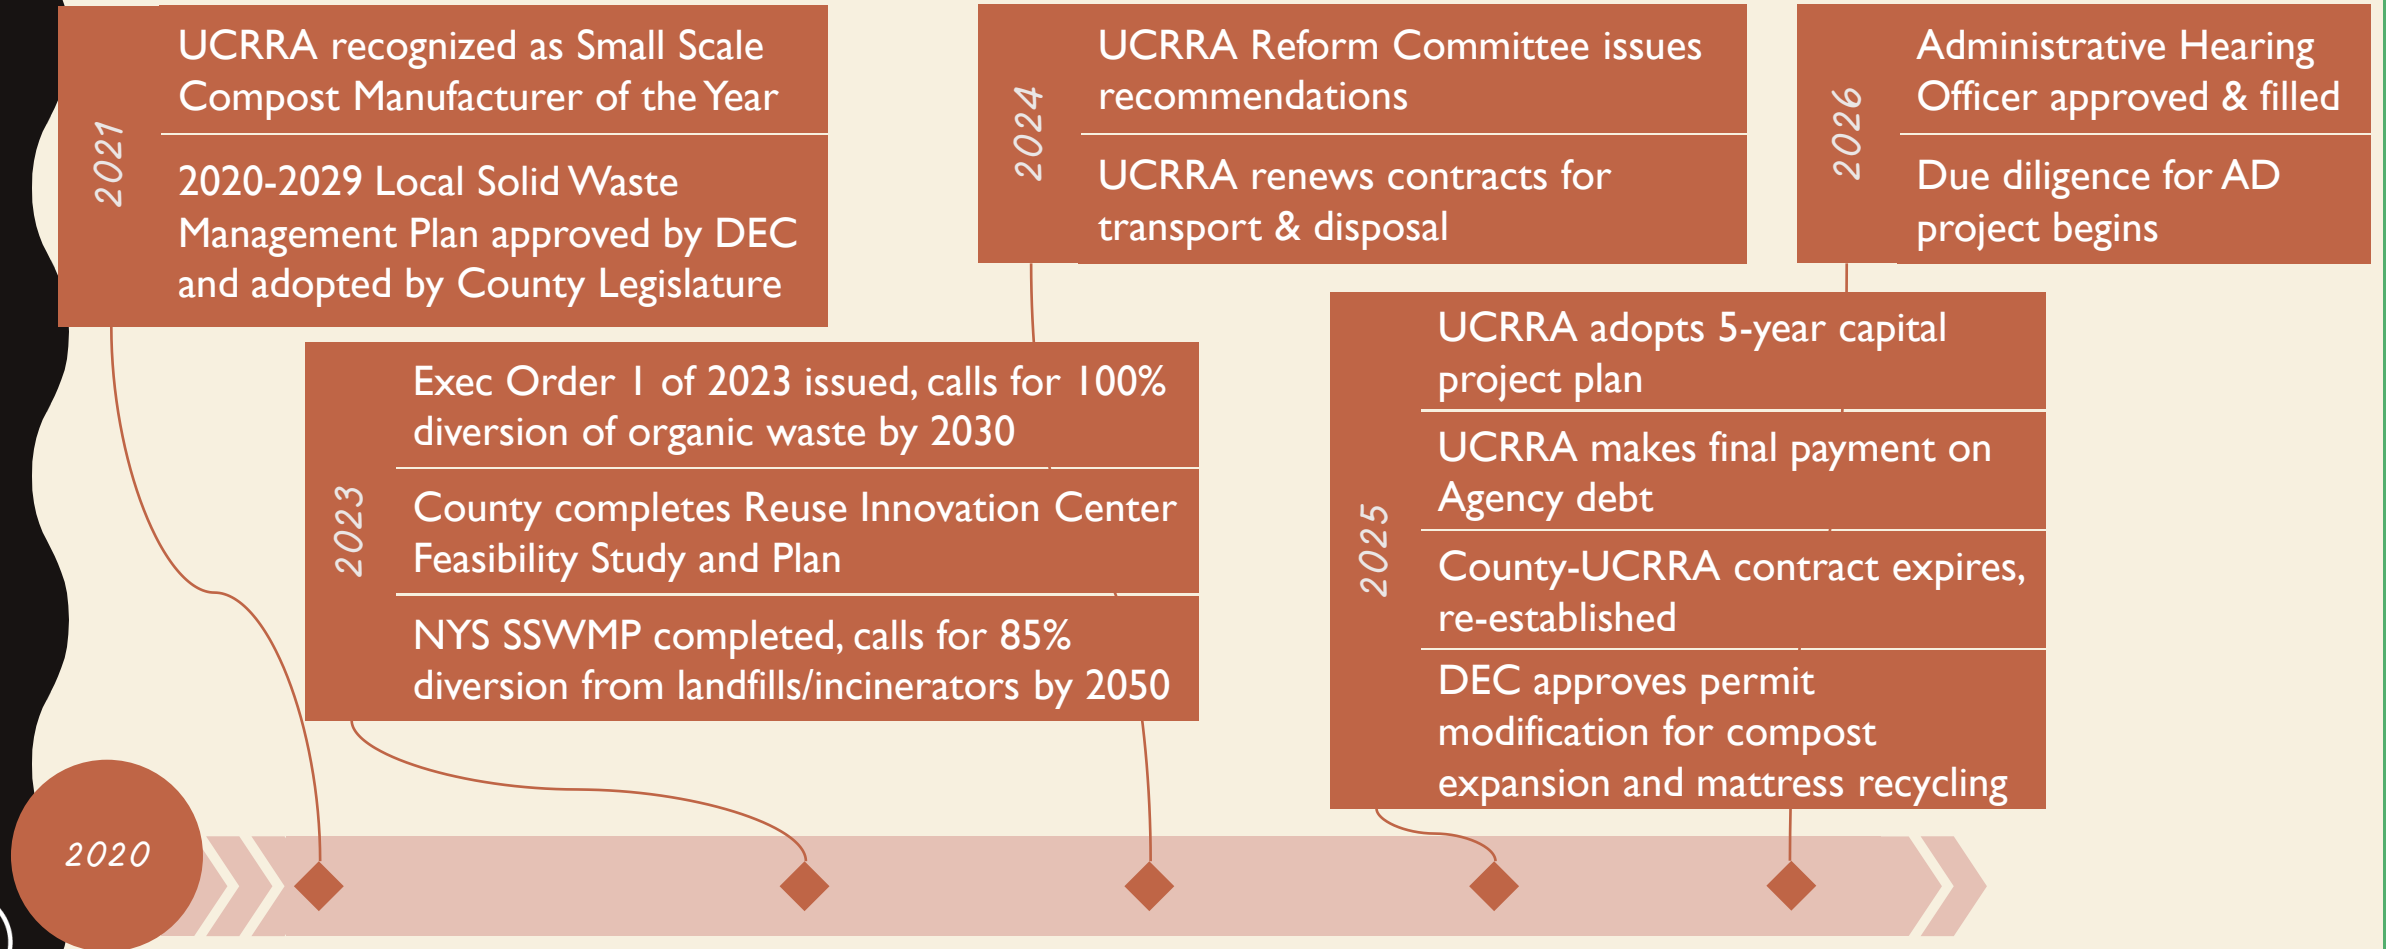 2021
UCRRA recognized as Small Scale
Compost Manufacturer of the Year
2020-2029 Local Solid Waste
Management Plan approved by DEC
and adopted by County Legislature
2023
Exec Order 1 of 2023 issued, calls for 100%
diversion of organic waste by 2030
County completes Reuse Innovation Center
Feasibility Study and Plan
NYS SSWMP completed, calls for 85%
diversion from landfills/incinerators by 2050
2024
UCRRA Reform Committee issues
recommendations
UCRRA renews contracts for
transport & disposal
2025
UCRRA adopts 5-year capital
project plan
UCRRA makes final payment on
Agency debt
County-UCRRA contract expires,
re-established
DEC approves permit
modification for compost
expansion and mattress recycling
2026
Administrative Hearing
Officer approved & filled
Due diligence for AD
project begins
2020